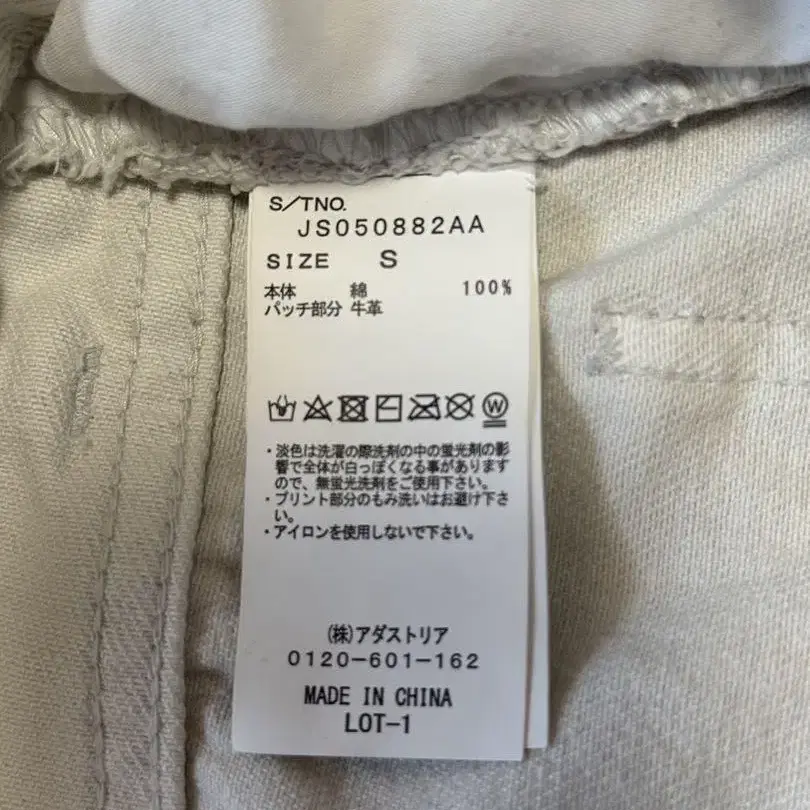 S/TNO.
JS050882AA
SIZE S
本体 綿 100%
パッチ部分 牛革
W
・淡色は洗濯の際洗剤の中の蛍光剤の影
響で全体が白っぽくなる事があります
ので、無蛍光洗剤をご使用下さい。
・プリント部分のもみ洗いはお避け下さ
い。
・アイロンを使用しないで下さい。
(株)アダストリア
0120-601-162
MADE IN CHINA
LOT-1